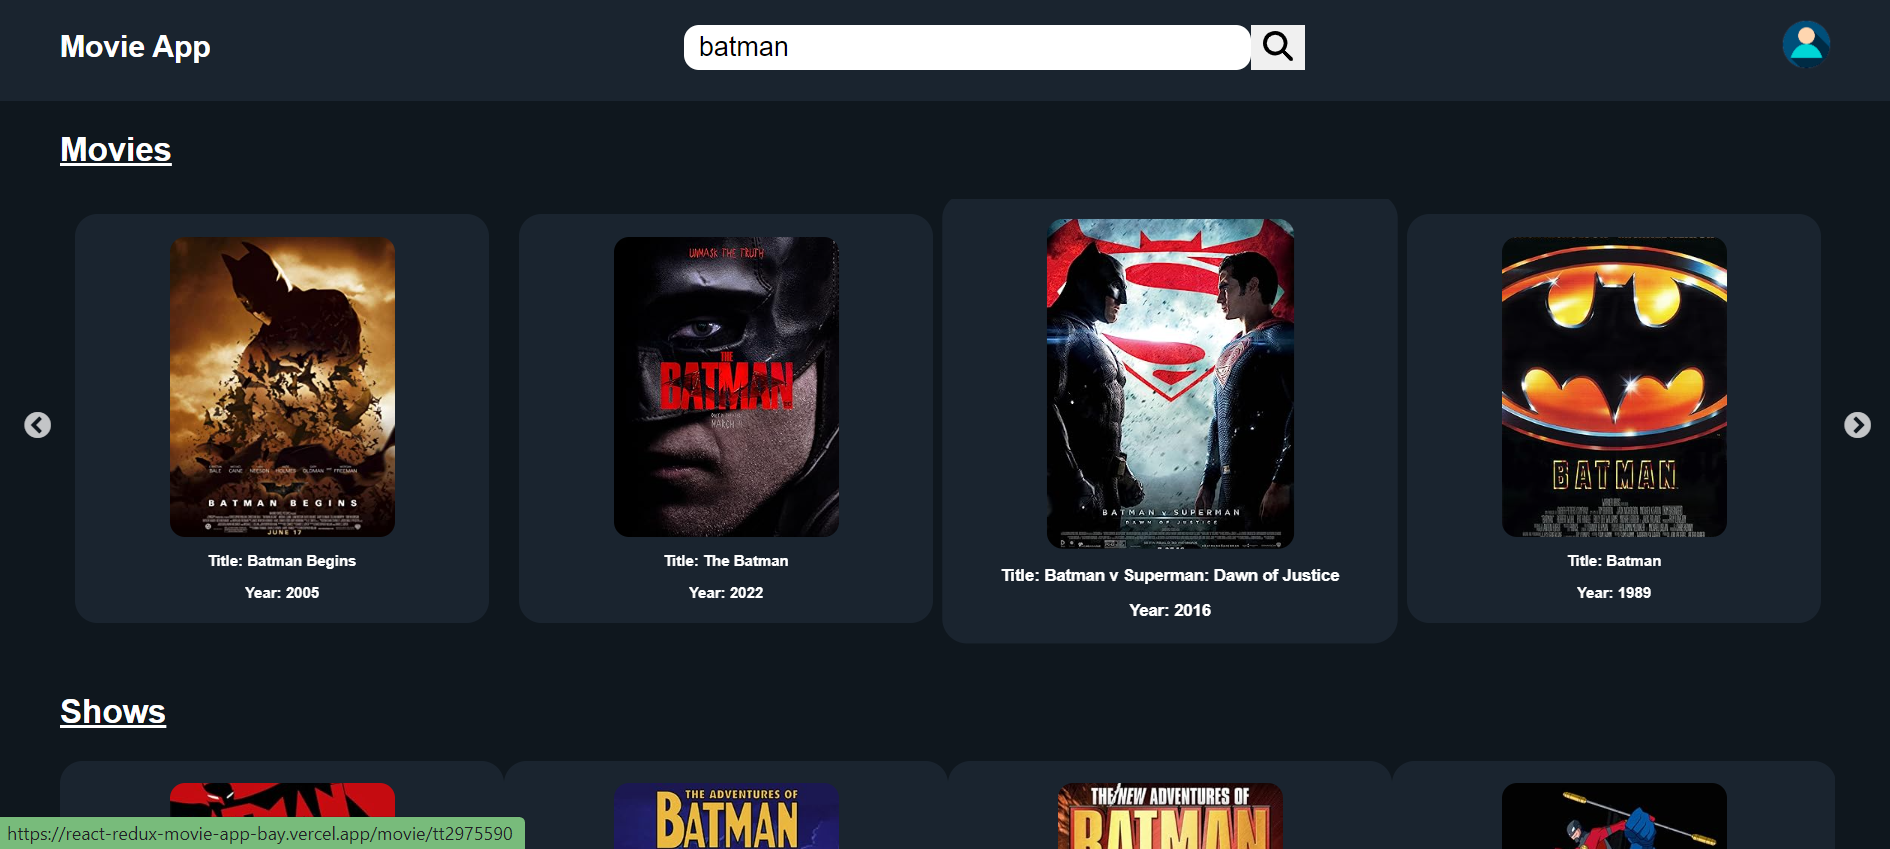 Movie App
batman
Movies
UNMASK THE TRUTH
THE
BATMAN
MARCH
BATMAN BEGINS
JUNE 17
BATMAN v SUPERMAN
DAWN OF JUSTICE
BATMAN
Title: Batman Begins
Year: 2005
Title: The Batman
Year: 2022
Title: Batman v Superman: Dawn of Justice
Year: 2016
Title: Batman
Year: 1989
Shows
THE ADVENTURES OF
BATMAN
THE NEW ADVENTURES OF
BATMAN
https://react-redux-movie-app-bay.vercel.app/movie/tt2975590